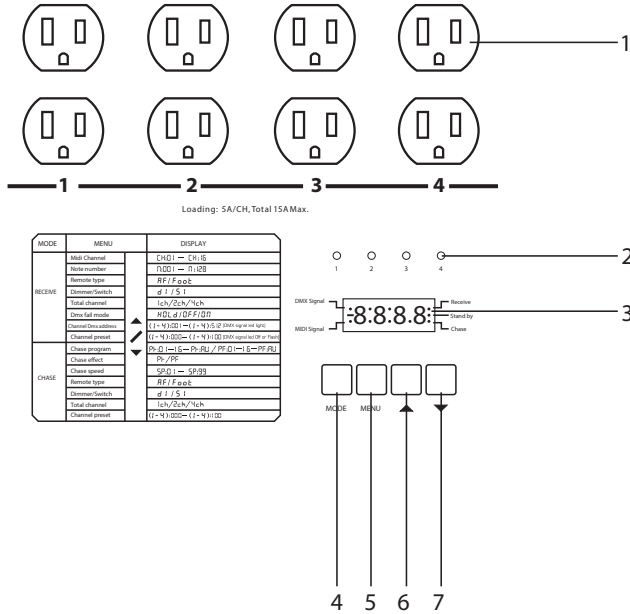 1
1 2 3 4
Loading: 5A/CH, Total 15A Max.
MODE MENU DISPLAY
RECEIVE
Midi Channel CH:01 — CH:16
Note number n:001 — n:128
Remote type RF/Foot
Dimmer/Switch d1/S1
Total channel 1ch/2ch/4ch
Dmx fail mode HOLd/OFF/ON
Channel Dmx address (1-4):001—(1-4):512 (DMX signal led light)
Channel preset (1-4):000—(1-4):100 (DMX signal led Off or Flash)
CHASE
Chase program Pr:01—16—Pr:AU / PF:01—16—PF:AU
Chase effect Pr/PF
Chase speed SP:01 — SP:99
Remote type RF/Foot
Dimmer/Switch d1/S1
Total channel 1ch/2ch/4ch
Channel preset (1-4):000—(1-4):100
2
1 2 3 4
DMX Signal Receive
:8:8.8.8: Stand by 3
MIDI Signal Chase
MODE MENU
4 5 6 7